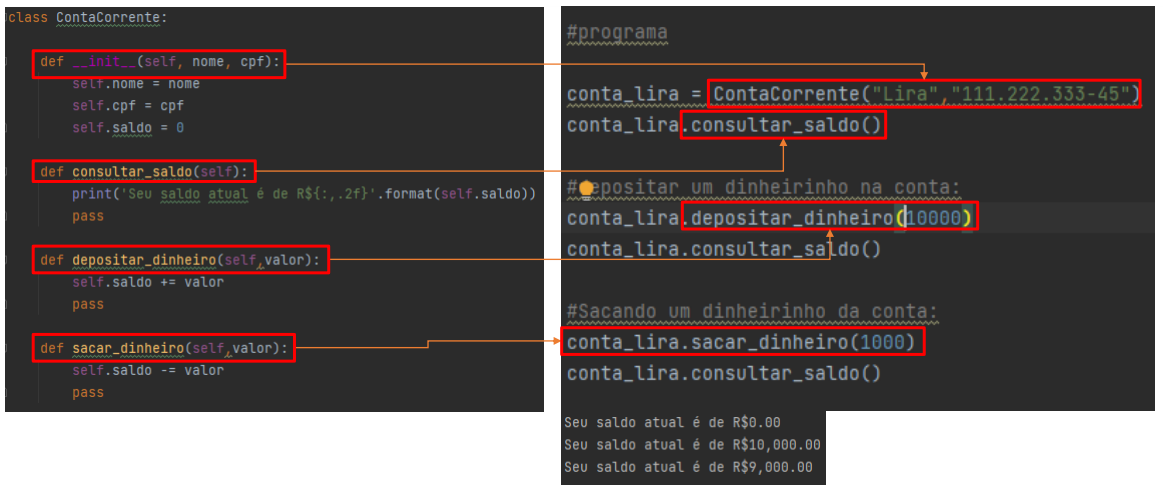 class ContaCorrente:
def __init__(self, nome, cpf):
self.nome = nome
self.cpf = cpf
self.saldo = 0
def consultar_saldo(self):
print('Seu saldo atual é de R${:,.2f}'.format(self.saldo))
pass
def depositar_dinheiro(self,valor):
self.saldo += valor
pass
def sacar_dinheiro(self,valor):
self.saldo -= valor
pass
#programa
conta_lira = ContaCorrente("Lira","111.222.333-45")
conta_lira.consultar_saldo()
#depositar um dinheirinho na conta:
conta_lira.depositar_dinheiro(10000)
conta_lira.consultar_saldo()
#Sacando um dinheirinho da conta:
conta_lira.sacar_dinheiro(1000)
conta_lira.consultar_saldo()
Seu saldo atual é de R$0.00
Seu saldo atual é de R$10,000.00
Seu saldo atual é de R$9,000.00